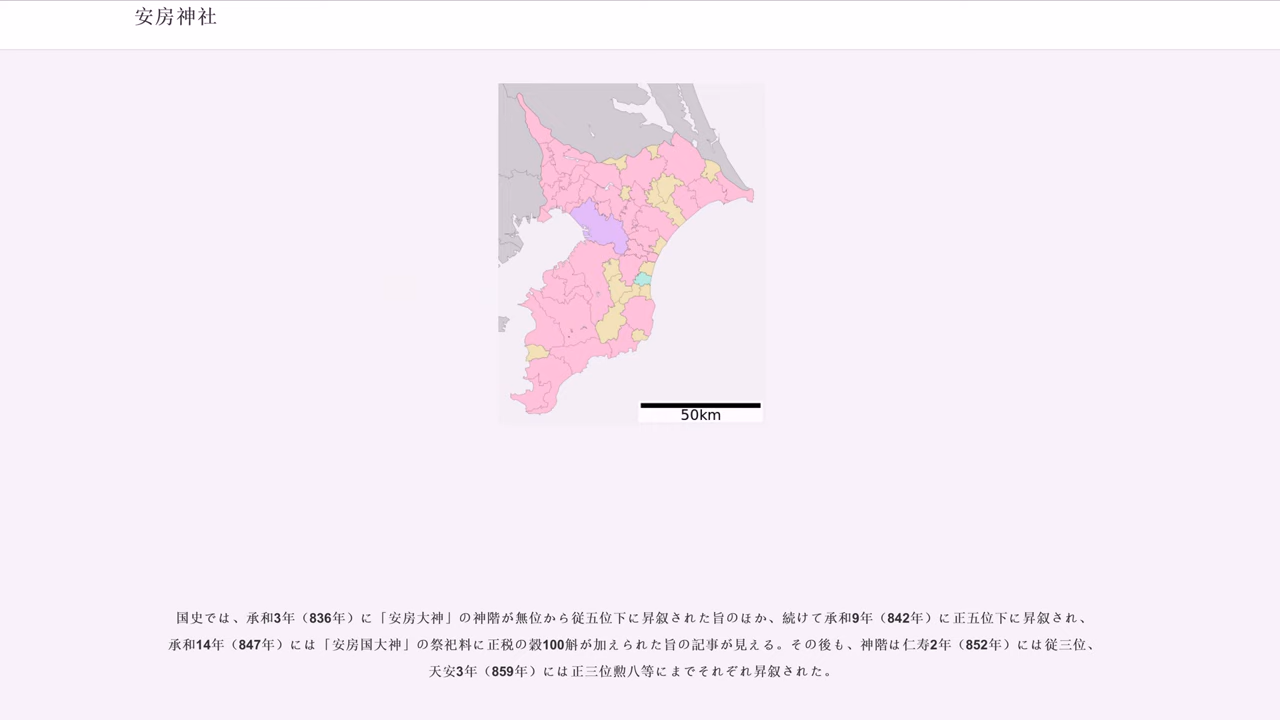 安房神社
50km
国史では、承和3年（836年）に「安房大神」の神階が無位から従五位下に昇叙された旨のほか、続けて承和9年（842年）に正五位下に昇叙され、
承和14年（847年）には「安房国大神」の祭祀料に正税の穀100斛が加えられた旨の記事が見える。その後も、神階は仁寿2年（852年）には従三位、
天安3年（859年）には正三位勲八等にまでそれぞれ昇叙された。